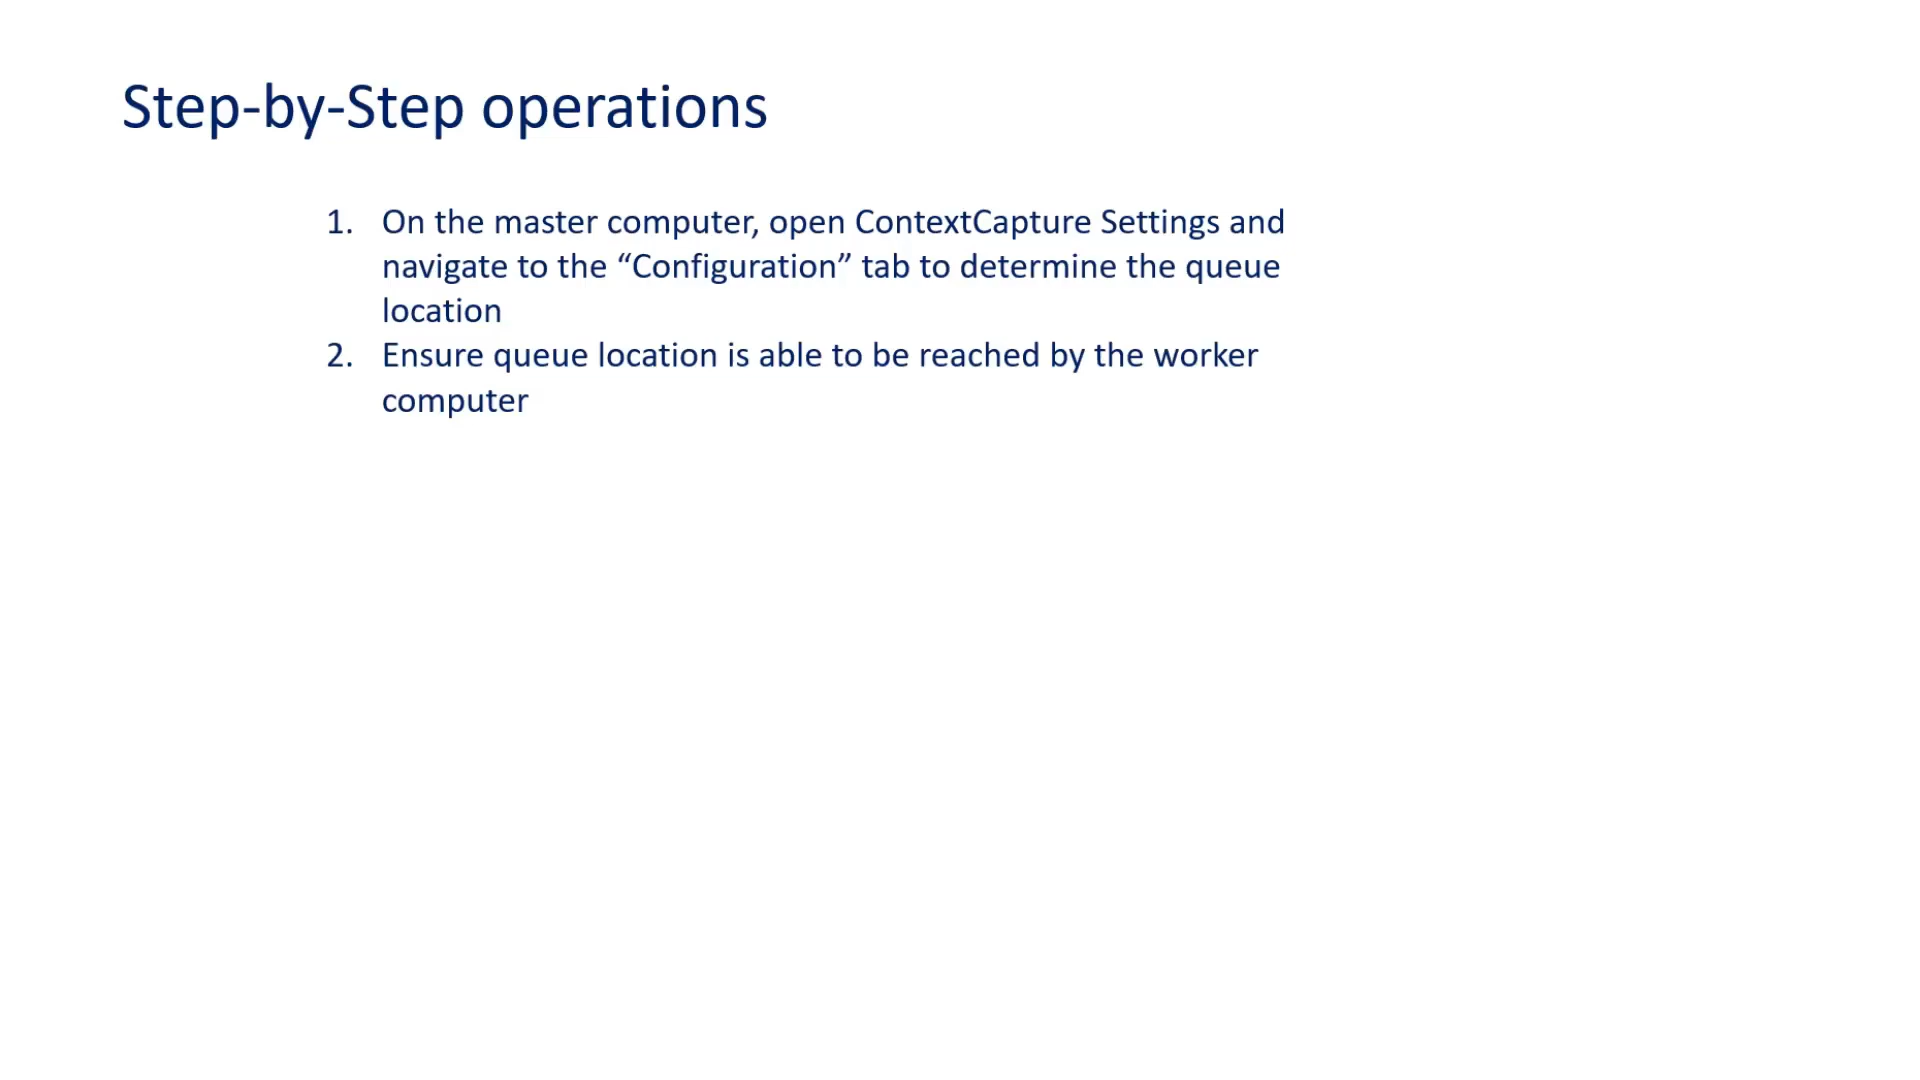 Step-by-Step operations
1. On the master computer, open ContextCapture Settings and
navigate to the “Configuration” tab to determine the queue
location
2. Ensure queue location is able to be reached by the worker
computer